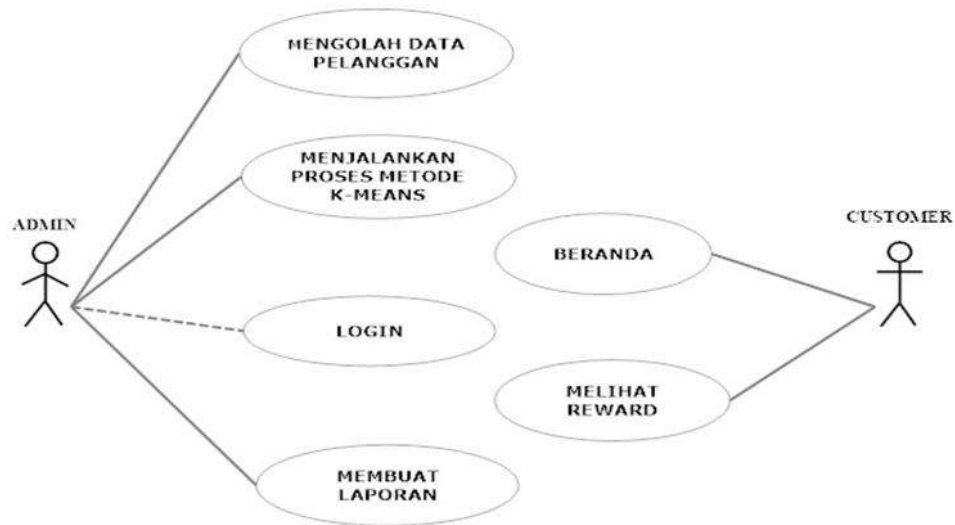 MENGOLAH DATA
PELANGGAN
MENJALANKAN
PROSES METODE
K-MEANS
ADMIN
CUSTOMER
BERANDA
LOGIN
MELIHAT
REWARD
MEMBUAT
LAPORAN